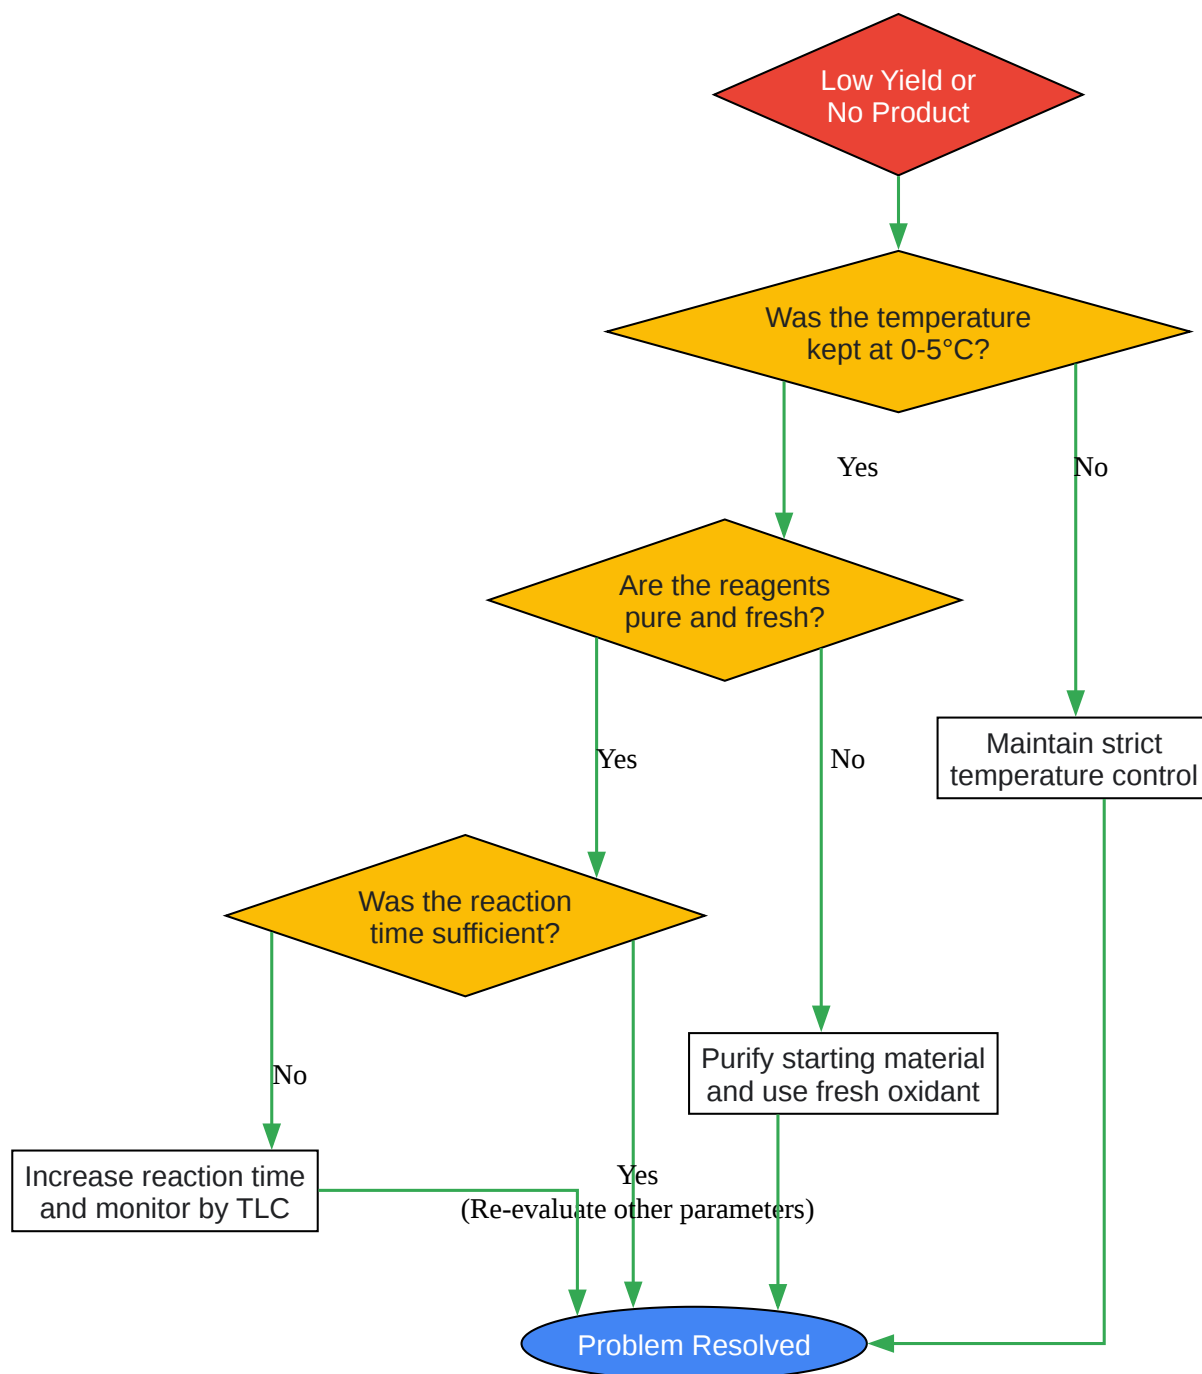 Low Yield or
No Product
Was the temperature
kept at 0-5°C?
Yes
No
Are the reagents
pure and fresh?
Yes
No
Maintain strict
temperature control
Was the reaction
time sufficient?
No
Purify starting material
and use fresh oxidant
Increase reaction time
and monitor by TLC
Yes
(Re-evaluate other parameters)
Problem Resolved